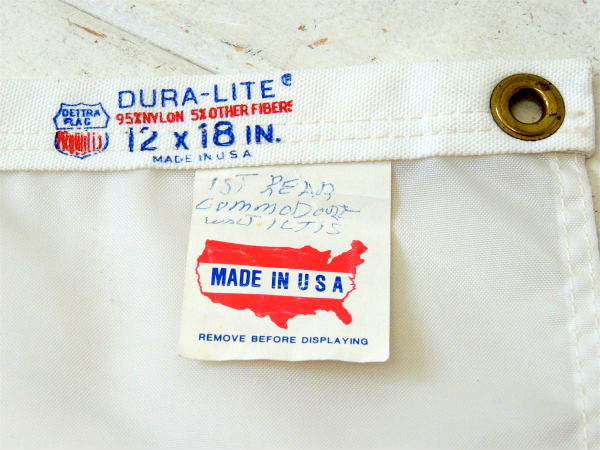 DURA-LITE®
DETTRA
FLAG
95% NYLON 5% OTHER FIBERS
12 X 18 IN.
MADE IN U.S.A
1ST REAR
COMMODORE
MADE IN USA
REMOVE BEFORE DISPLAYING